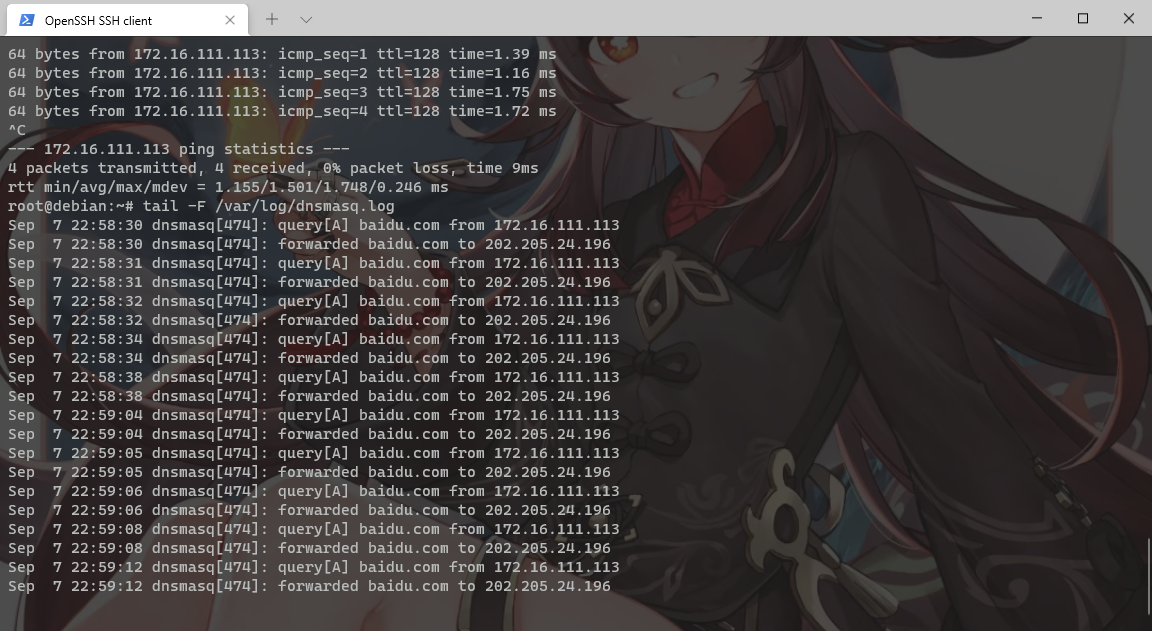 OpenSSH SSH client
64 bytes from 172.16.111.113: icmp_seq=1 ttl=128 time=1.39 ms
64 bytes from 172.16.111.113: icmp_seq=2 ttl=128 time=1.16 ms
64 bytes from 172.16.111.113: icmp_seq=3 ttl=128 time=1.75 ms
64 bytes from 172.16.111.113: icmp_seq=4 ttl=128 time=1.72 ms
^C
--- 172.16.111.113 ping statistics ---
4 packets transmitted, 4 received, 0% packet loss, time 9ms
rtt min/avg/max/mdev = 1.155/1.501/1.748/0.246 ms
root@debian:~# tail -F /var/log/dnsmasq.log
Sep  7 22:58:30 dnsmasq[474]: query[A] baidu.com from 172.16.111.113
Sep  7 22:58:30 dnsmasq[474]: forwarded baidu.com to 202.205.24.196
Sep  7 22:58:31 dnsmasq[474]: query[A] baidu.com from 172.16.111.113
Sep  7 22:58:31 dnsmasq[474]: forwarded baidu.com to 202.205.24.196
Sep  7 22:58:32 dnsmasq[474]: query[A] baidu.com from 172.16.111.113
Sep  7 22:58:32 dnsmasq[474]: forwarded baidu.com to 202.205.24.196
Sep  7 22:58:34 dnsmasq[474]: query[A] baidu.com from 172.16.111.113
Sep  7 22:58:34 dnsmasq[474]: forwarded baidu.com to 202.205.24.196
Sep  7 22:58:38 dnsmasq[474]: query[A] baidu.com from 172.16.111.113
Sep  7 22:58:38 dnsmasq[474]: forwarded baidu.com to 202.205.24.196
Sep  7 22:59:04 dnsmasq[474]: query[A] baidu.com from 172.16.111.113
Sep  7 22:59:04 dnsmasq[474]: forwarded baidu.com to 202.205.24.196
Sep  7 22:59:05 dnsmasq[474]: query[A] baidu.com from 172.16.111.113
Sep  7 22:59:05 dnsmasq[474]: forwarded baidu.com to 202.205.24.196
Sep  7 22:59:06 dnsmasq[474]: query[A] baidu.com from 172.16.111.113
Sep  7 22:59:06 dnsmasq[474]: forwarded baidu.com to 202.205.24.196
Sep  7 22:59:08 dnsmasq[474]: query[A] baidu.com from 172.16.111.113
Sep  7 22:59:08 dnsmasq[474]: forwarded baidu.com to 202.205.24.196
Sep  7 22:59:12 dnsmasq[474]: query[A] baidu.com from 172.16.111.113
Sep  7 22:59:12 dnsmasq[474]: forwarded baidu.com to 202.205.24.196